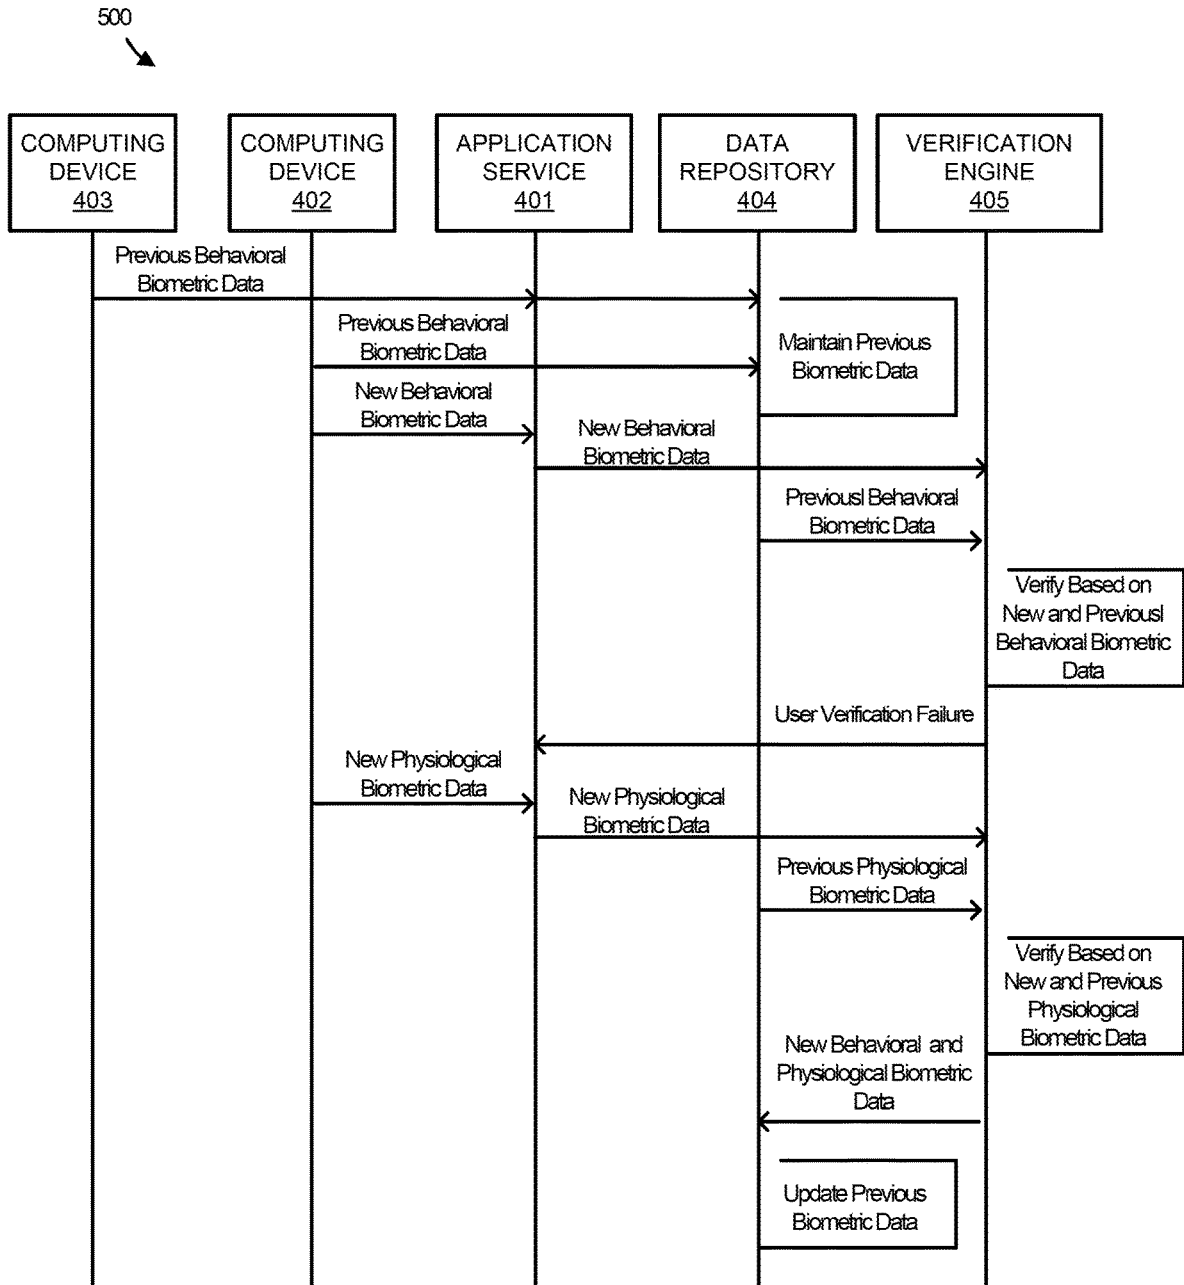 500
COMPUTING
DEVICE
403
COMPUTING
DEVICE
402
APPLICATION
SERVICE
401
DATA
REPOSITORY
404
VERIFICATION
ENGINE
405
Previous Behavioral
Biometric Data
Previous Behavioral
Biometric Data
Maintain Previous
Biometric Data
New Behavioral
Biometric Data
New Behavioral
Biometric Data
Previousl Behavioral
Biometric Data
Verify Based on
New and Previousl
Behavioral Biometric
Data
User Verification Failure
New Physiological
Biometric Data
New Physiological
Biometric Data
Previous Physiological
Biometric Data
Verify Based on
New and Previous
Physiological
Biometric Data
New Behavioral and
Physiological Biometric
Data
Update Previous
Biometric Data